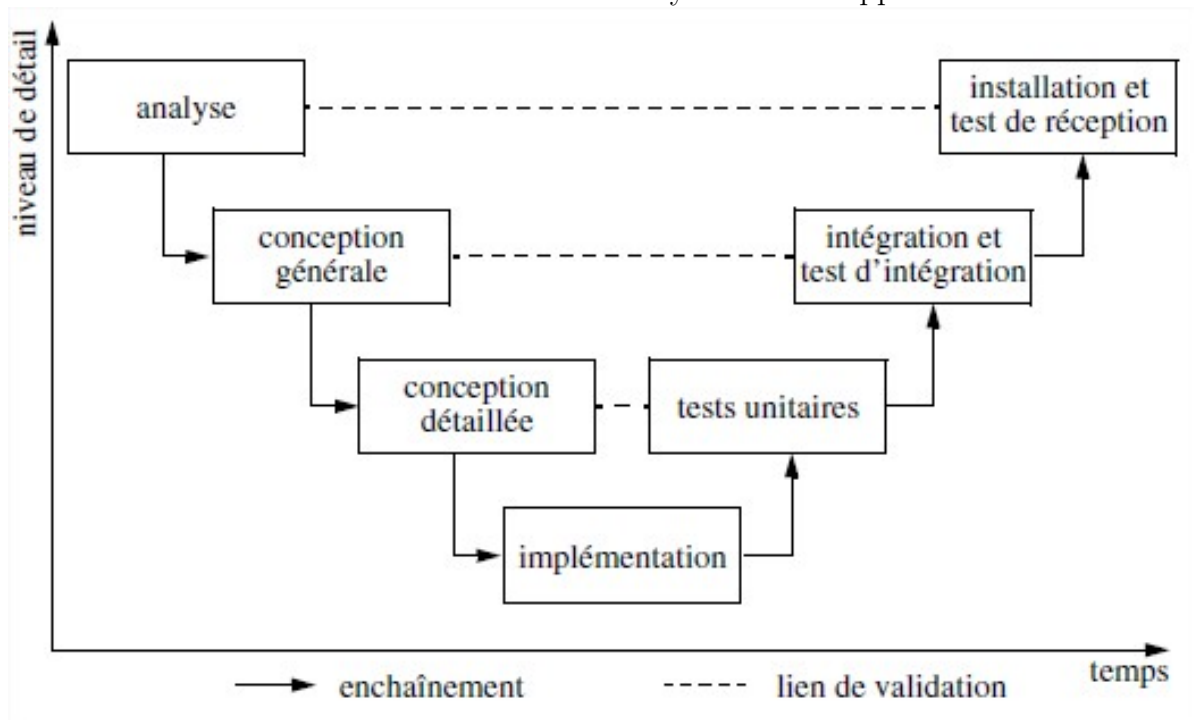 niveau de détail
analyse
installation et
test de réception
conception
générale
intégration et
test d'intégration
conception
détaillée
tests unitaires
implémentation
temps
enchaînement
lien de validation